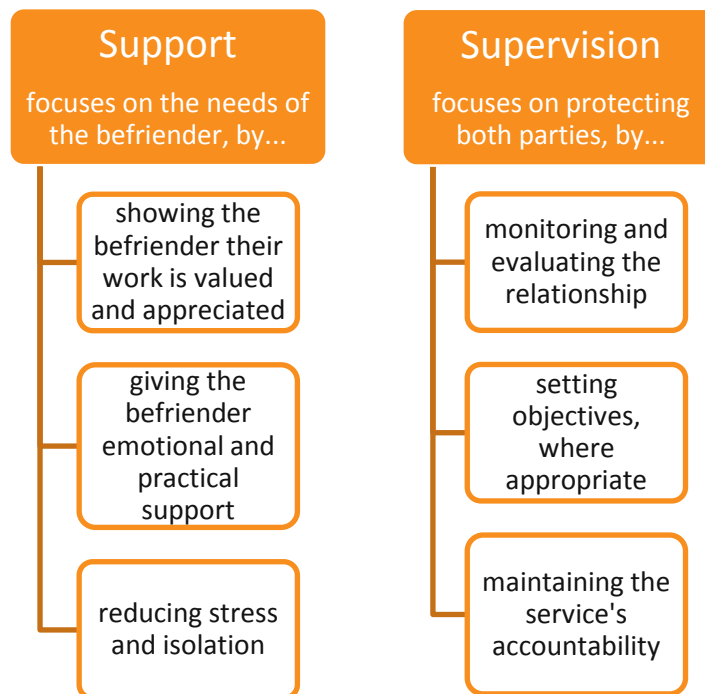 Support
focuses on the needs of
the befriender, by...
showing the
befriender their
work is valued
and appreciated
giving the
befriender
emotional and
practical
support
reducing stress
and isolation
Supervision
focuses on protecting
both parties, by...
monitoring and
evaluating the
relationship
setting
objectives,
where
appropriate
maintaining the
service's
accountability